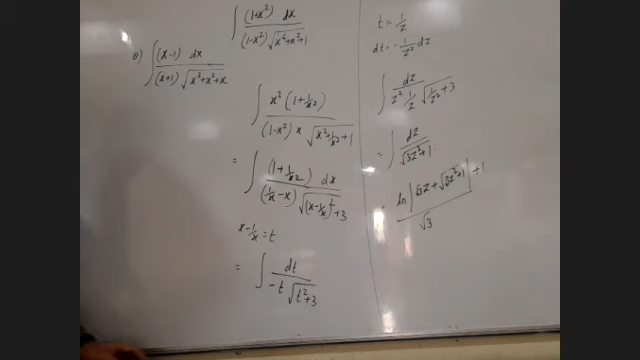 θ) ∫ (x-1) dx / (x+1) √(x³+x²+x)
∫ (1+x²) dx / (1-x²) √(x⁴+x²+1)
∫ x² (1+1/x²) / (1-x²) x √(x²+1/x²+1)
= ∫ (1+1/x²) dx / (1/x-x) √((x-1/x)²+3)
x-1/x=t
= ∫ dt / -t √(t²+3)
t=1/z
dt=-1/z² dz
∫ dz / z² 1/z √(1/z²+3)
= ∫ dz / √(3z²+1)
ln|√3z+√(3z²+1)| / √3 +1